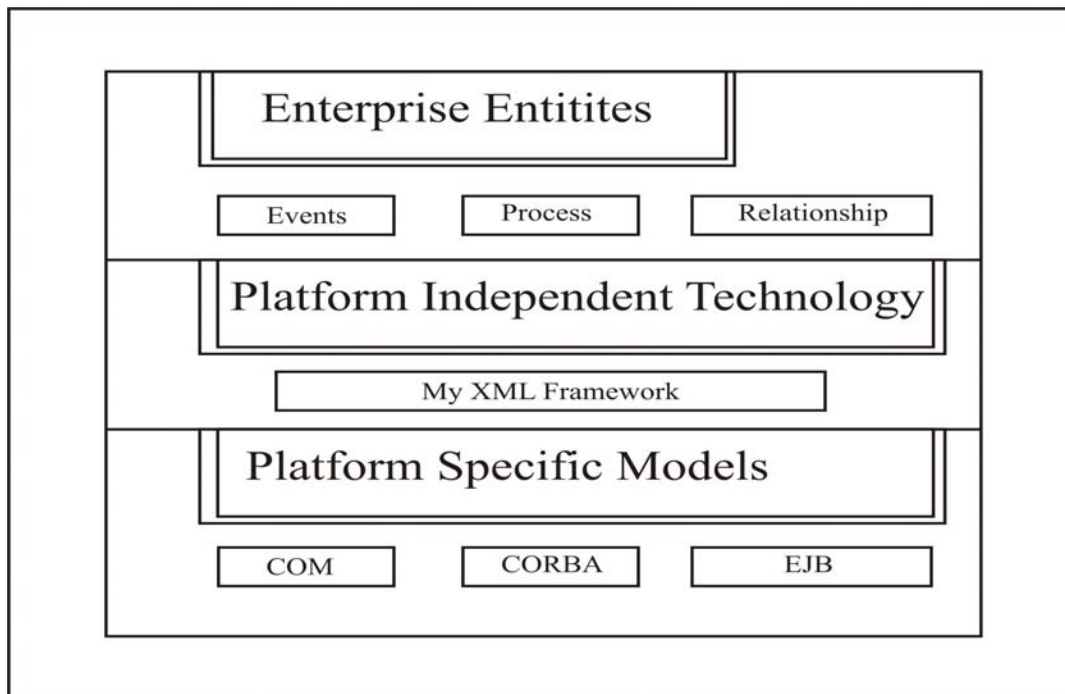 Enterprise Entitites
Events Process Relationship
Platform Independent Technology
My XML Framework
Platform Specific Models
COM CORBA EJB